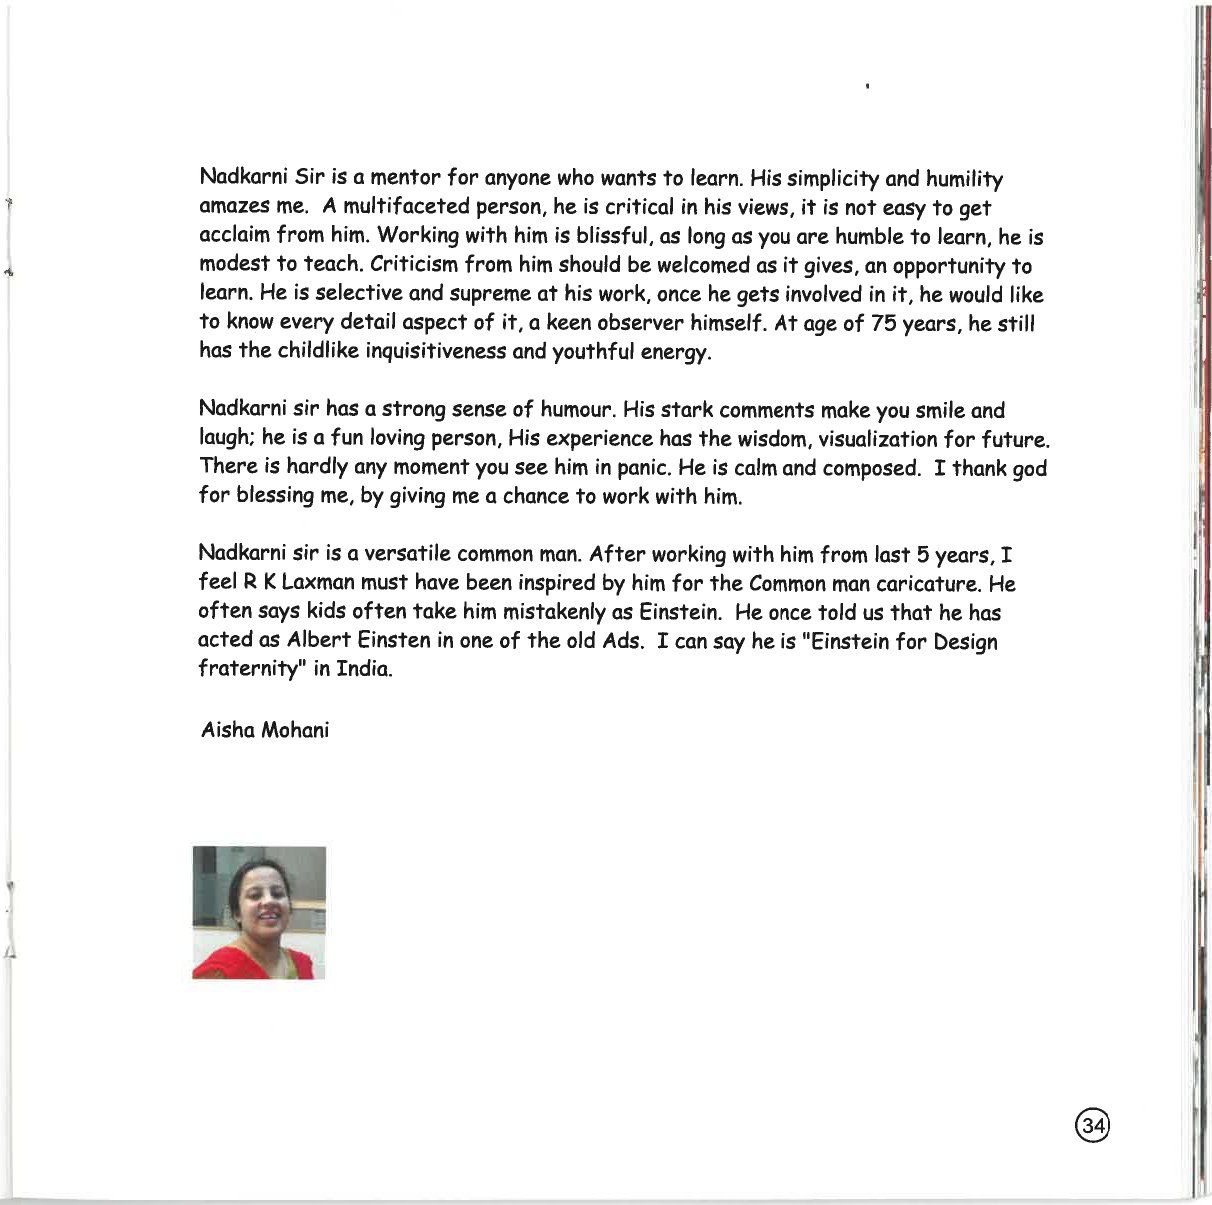 Nadkarni Sir is a mentor for anyone who wants to learn. His simplicity and humility
amazes me.  A multifaceted person, he is critical in his views, it is not easy to get
acclaim from him. Working with him is blissful, as long as you are humble to learn, he is
modest to teach. Criticism from him should be welcomed as it gives, an opportunity to
learn. He is selective and supreme at his work, once he gets involved in it, he would like
to know every detail aspect of it, a keen observer himself. At age of 75 years, he still
has the childlike inquisitiveness and youthful energy.
Nadkarni sir has a strong sense of humour. His stark comments make you smile and
laugh; he is a fun loving person, His experience has the wisdom, visualization for future.
There is hardly any moment you see him in panic. He is calm and composed.  I thank god
for blessing me, by giving me a chance to work with him.
Nadkarni sir is a versatile common man. After working with him from last 5 years, I
feel R K Laxman must have been inspired by him for the Common man caricature. He
often says kids often take him mistakenly as Einstein.  He once told us that he has
acted as Albert Einsten in one of the old Ads.  I can say he is "Einstein for Design
fraternity" in India.
Aisha Mohani
34